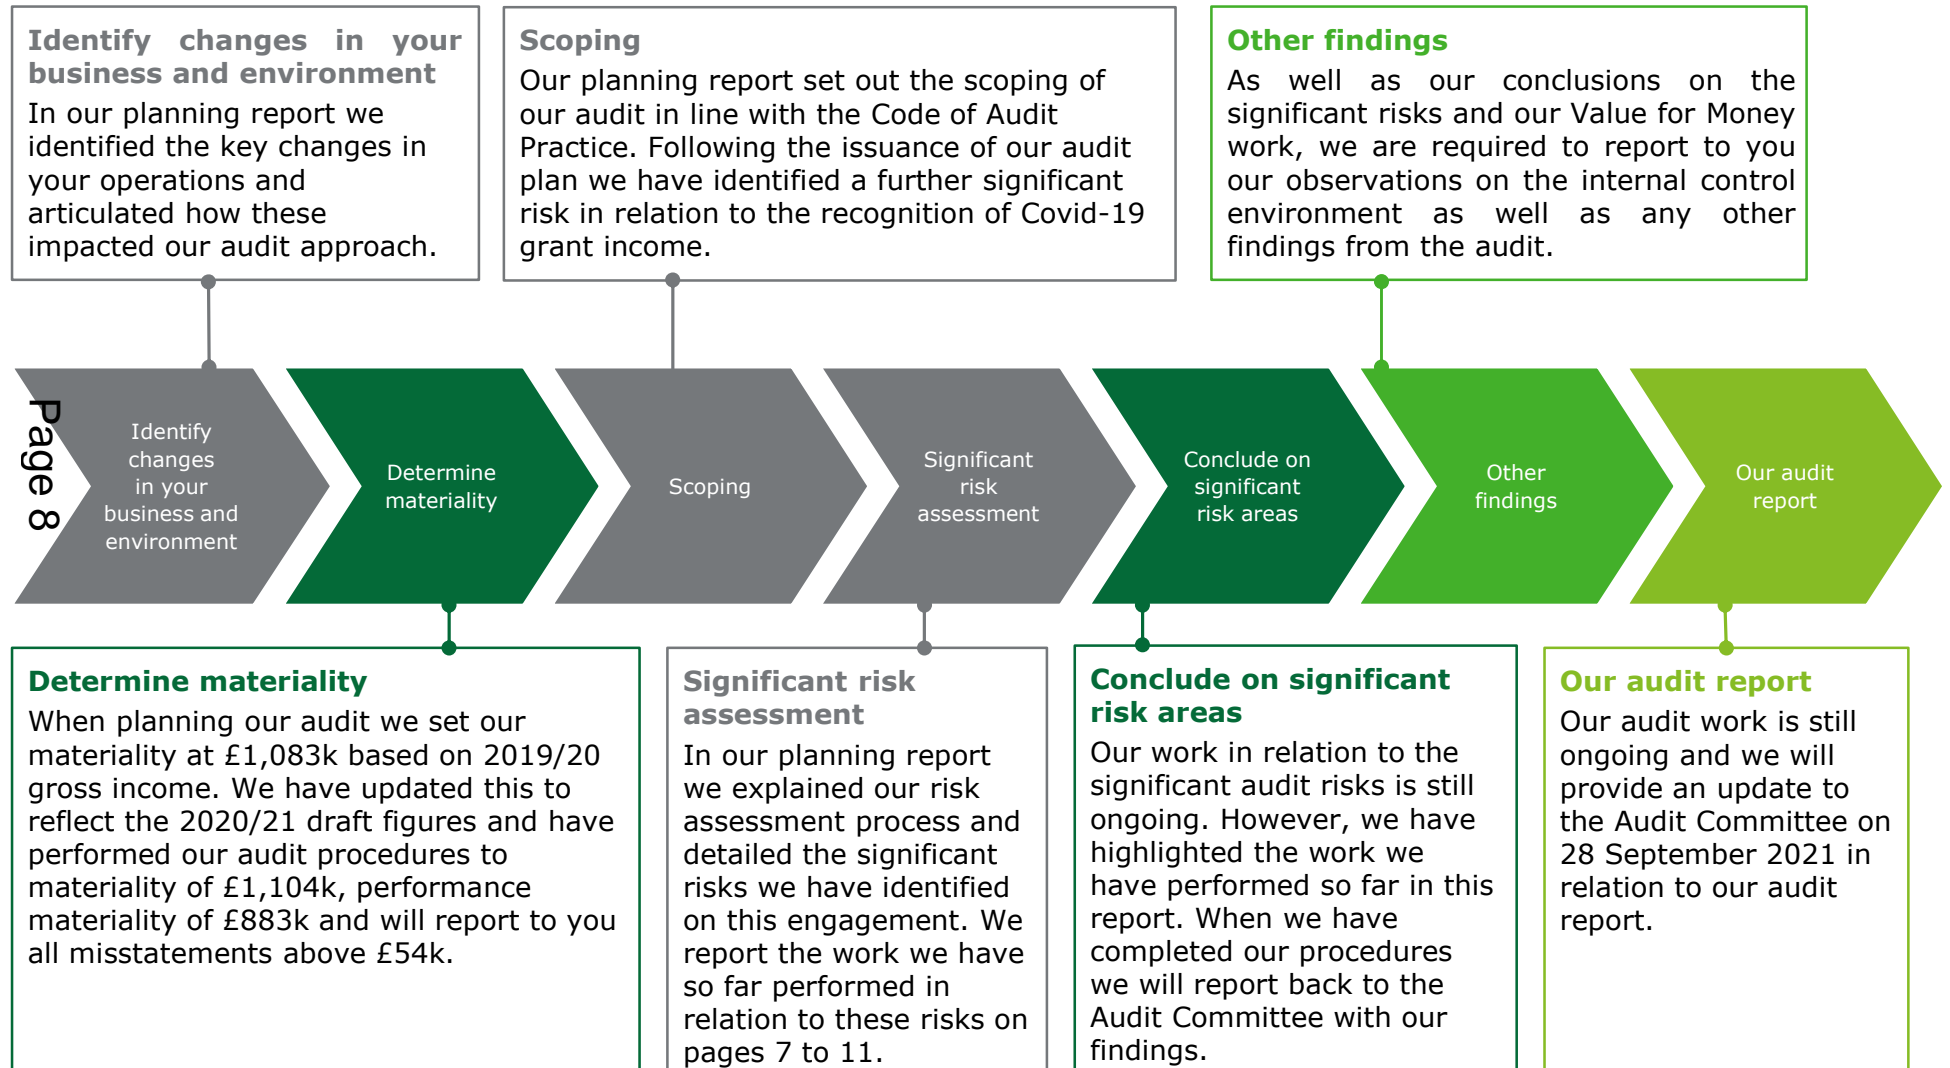 Identify changes in your
business and environment
In our planning report we
identified the key changes in
your operations and
articulated how these
impacted our audit approach.
Scoping
Our planning report set out the scoping of
our audit in line with the Code of Audit
Practice. Following the issuance of our audit
plan we have identified a further significant
risk in relation to the recognition of Covid-19
grant income.
Other findings
As well as our conclusions on the
significant risks and our Value for Money
work, we are required to report to you
our observations on the internal control
environment as well as any other
findings from the audit.
Page 8
Identify
changes
in your
business and
environment
Determine
materiality
Scoping
Significant
risk
assessment
Conclude on
significant
risk areas
Other
findings
Our audit
report
Determine materiality
When planning our audit we set our
materiality at £1,083k based on 2019/20
gross income. We have updated this to
reflect the 2020/21 draft figures and have
performed our audit procedures to
materiality of £1,104k, performance
materiality of £883k and will report to you
all misstatements above £54k.
Significant risk
assessment
In our planning report
we explained our risk
assessment process and
detailed the significant
risks we have identified
on this engagement. We
report the work we have
so far performed in
relation to these risks on
pages 7 to 11.
Conclude on significant
risk areas
Our work in relation to the
significant audit risks is still
ongoing. However, we have
highlighted the work we
have performed so far in this
report. When we have
completed our procedures
we will report back to the
Audit Committee with our
findings.
Our audit report
Our audit work is still
ongoing and we will
provide an update to
the Audit Committee on
28 September 2021 in
relation to our audit
report.